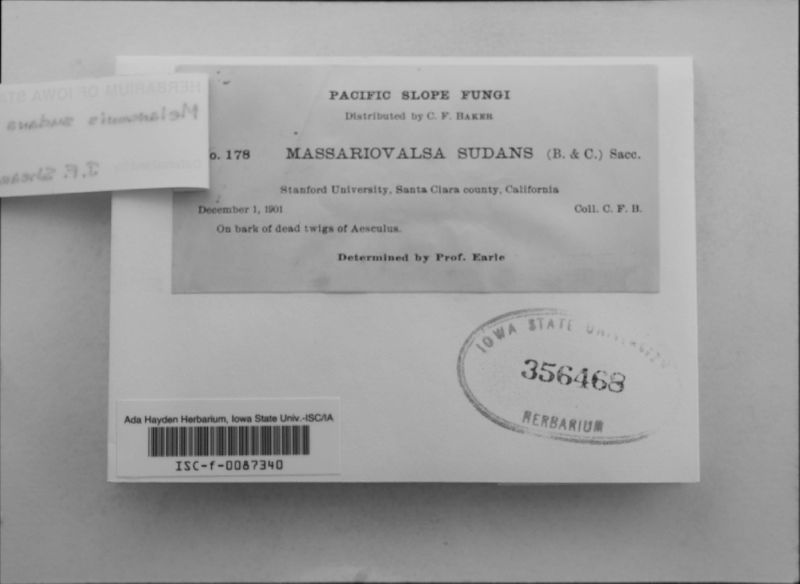 PACIFIC SLOPE FUNGI
Distributed by C. F. BAKER
o. 178 MASSARIOVALSA SUDANS (B. & C.) Sacc.
Stanford University, Santa Clara county, California
December 1, 1901 Coll. C. F. B.
On bark of dead twigs of Aesculus.
Determined by Prof. Earle
HERBARIUM OF IOWA STA
sudans
J. F. Shear
IOWA STATE UNIVERSITY
356468
HERBARIUM
Ada Hayden Herbarium, Iowa State Univ.-ISC/IA
ISC-f-0087340